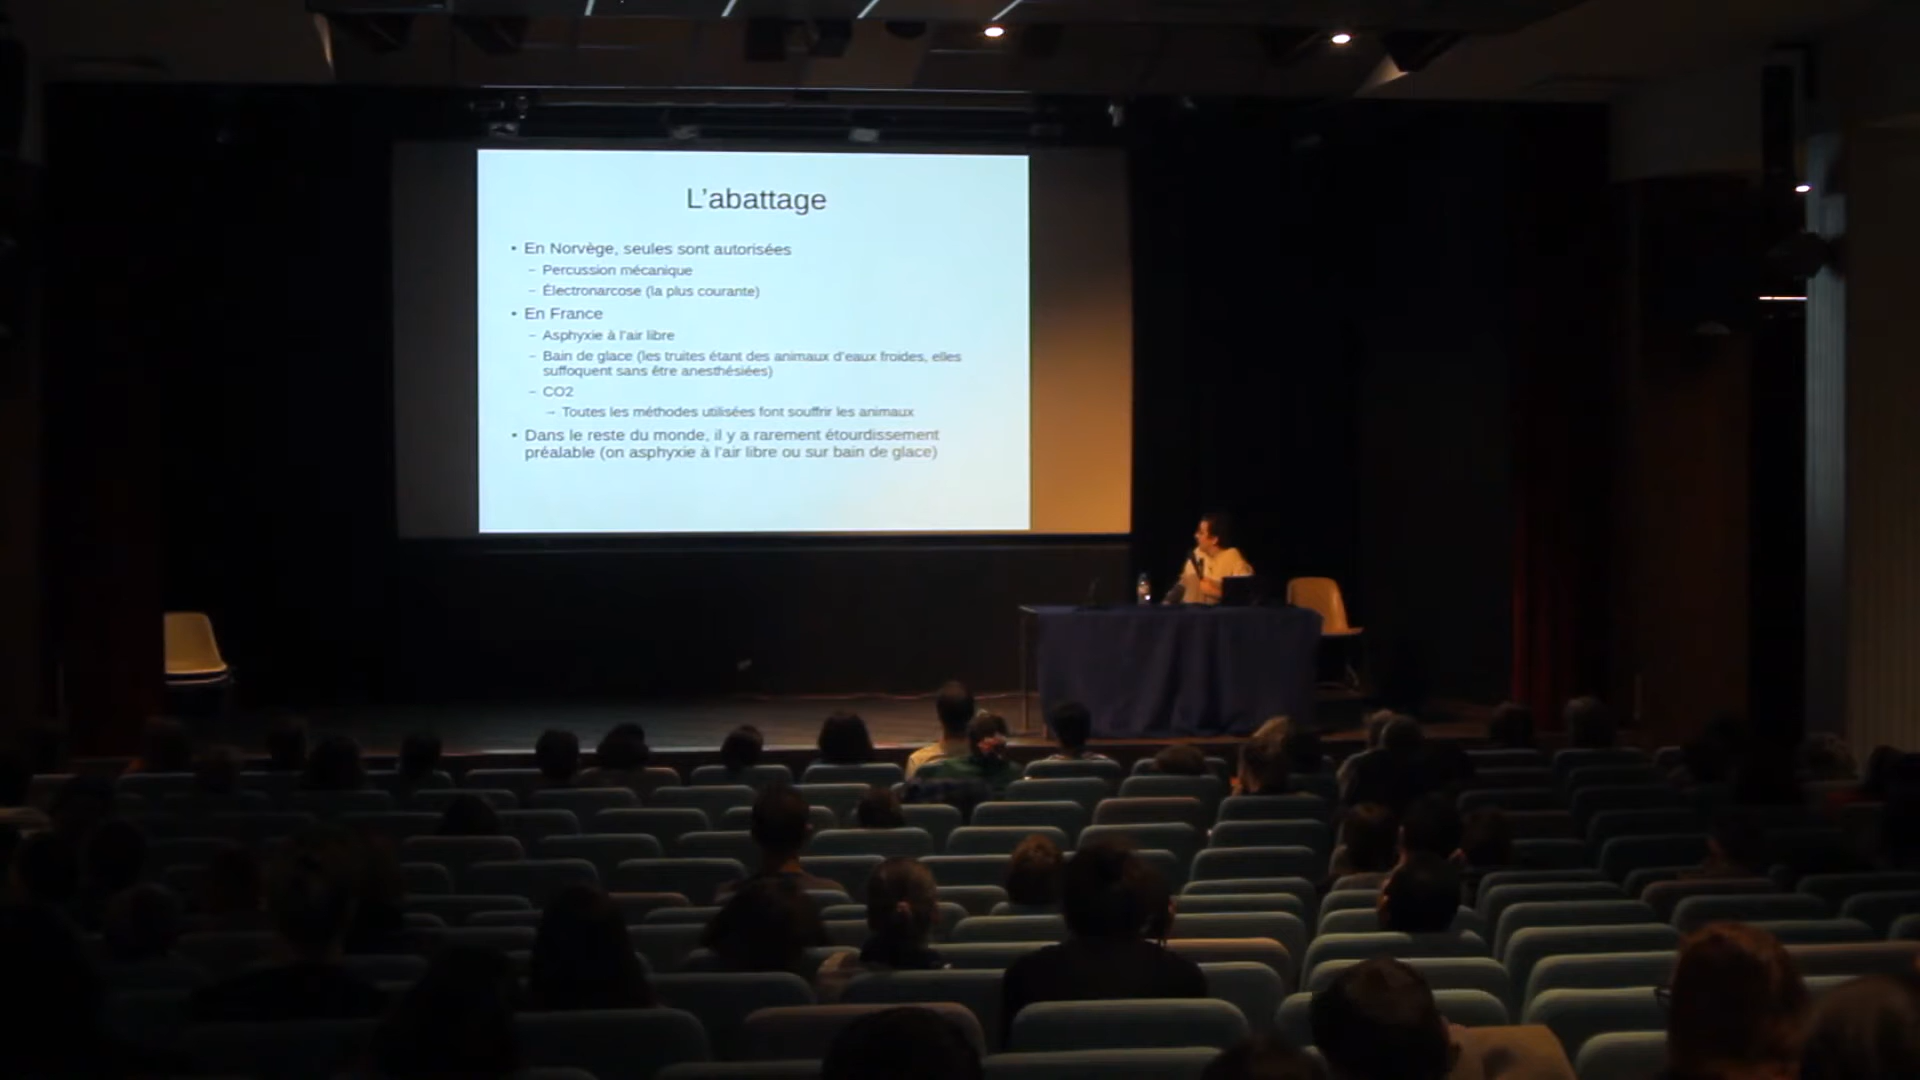 L'abattage
• En Norvège, seules sont autorisées
– Percussion mécanique
– Électronarcose (la plus courante)
• En France
– Asphyxie à l'air libre
– Bain de glace (les truites étant des animaux d'eaux froides, elles
suffoquent sans être anesthésiées)
– CO2
→ Toutes les méthodes utilisées font souffrir les animaux
• Dans le reste du monde, il y a rarement étourdissement
préalable (on asphyxie à l'air libre ou sur bain de glace)